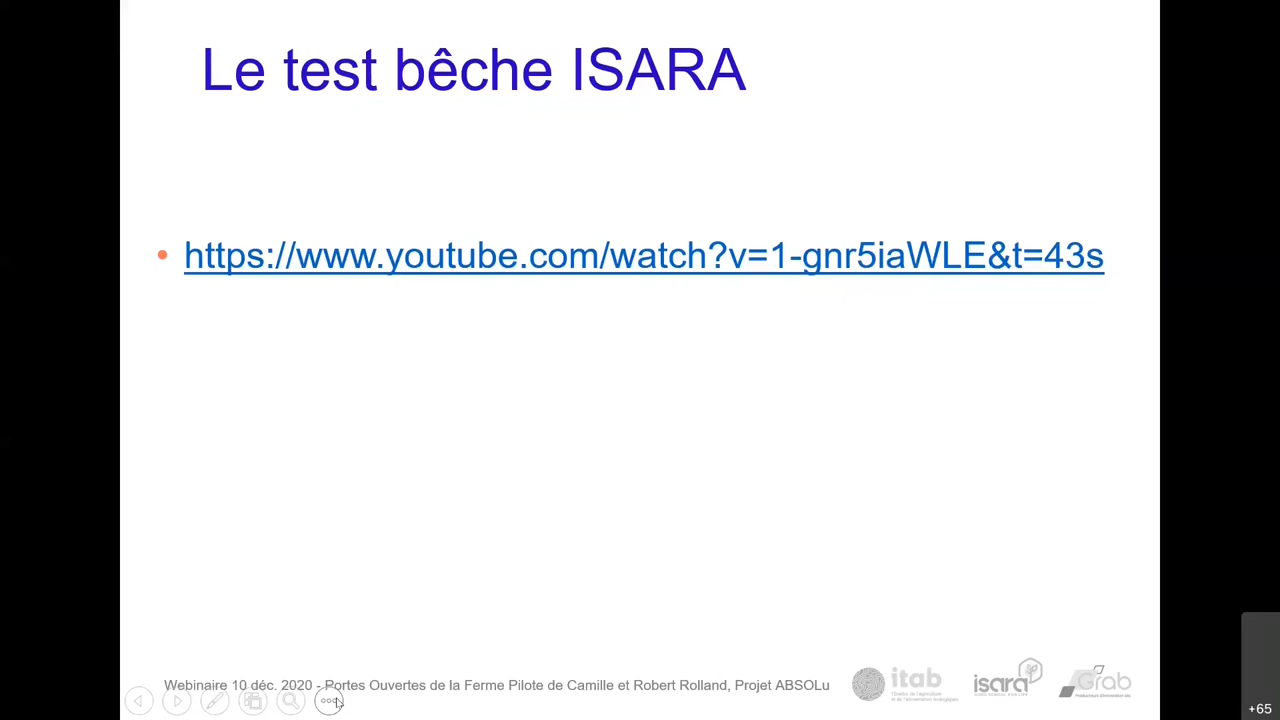 Le test bêche ISARA
• https://www.youtube.com/watch?v=1-gnr5iaWLE&t=43s
Webinaire 10 déc. 2020 - Portes Ouvertes de la Ferme Pilote de Camille et Robert Rolland, Projet ABSOLu
itab
isara
Grab
+65